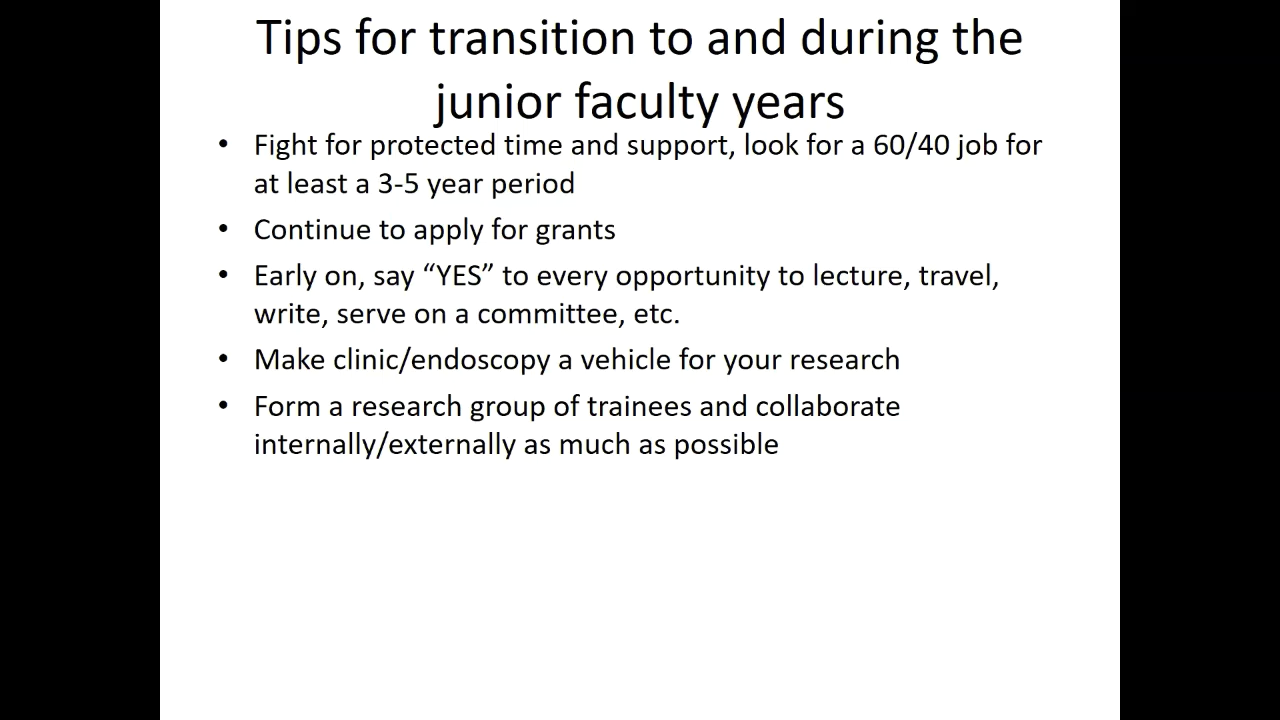 Tips for transition to and during the
junior faculty years
• Fight for protected time and support, look for a 60/40 job for
at least a 3-5 year period
• Continue to apply for grants
• Early on, say “YES” to every opportunity to lecture, travel,
write, serve on a committee, etc.
• Make clinic/endoscopy a vehicle for your research
• Form a research group of trainees and collaborate
internally/externally as much as possible